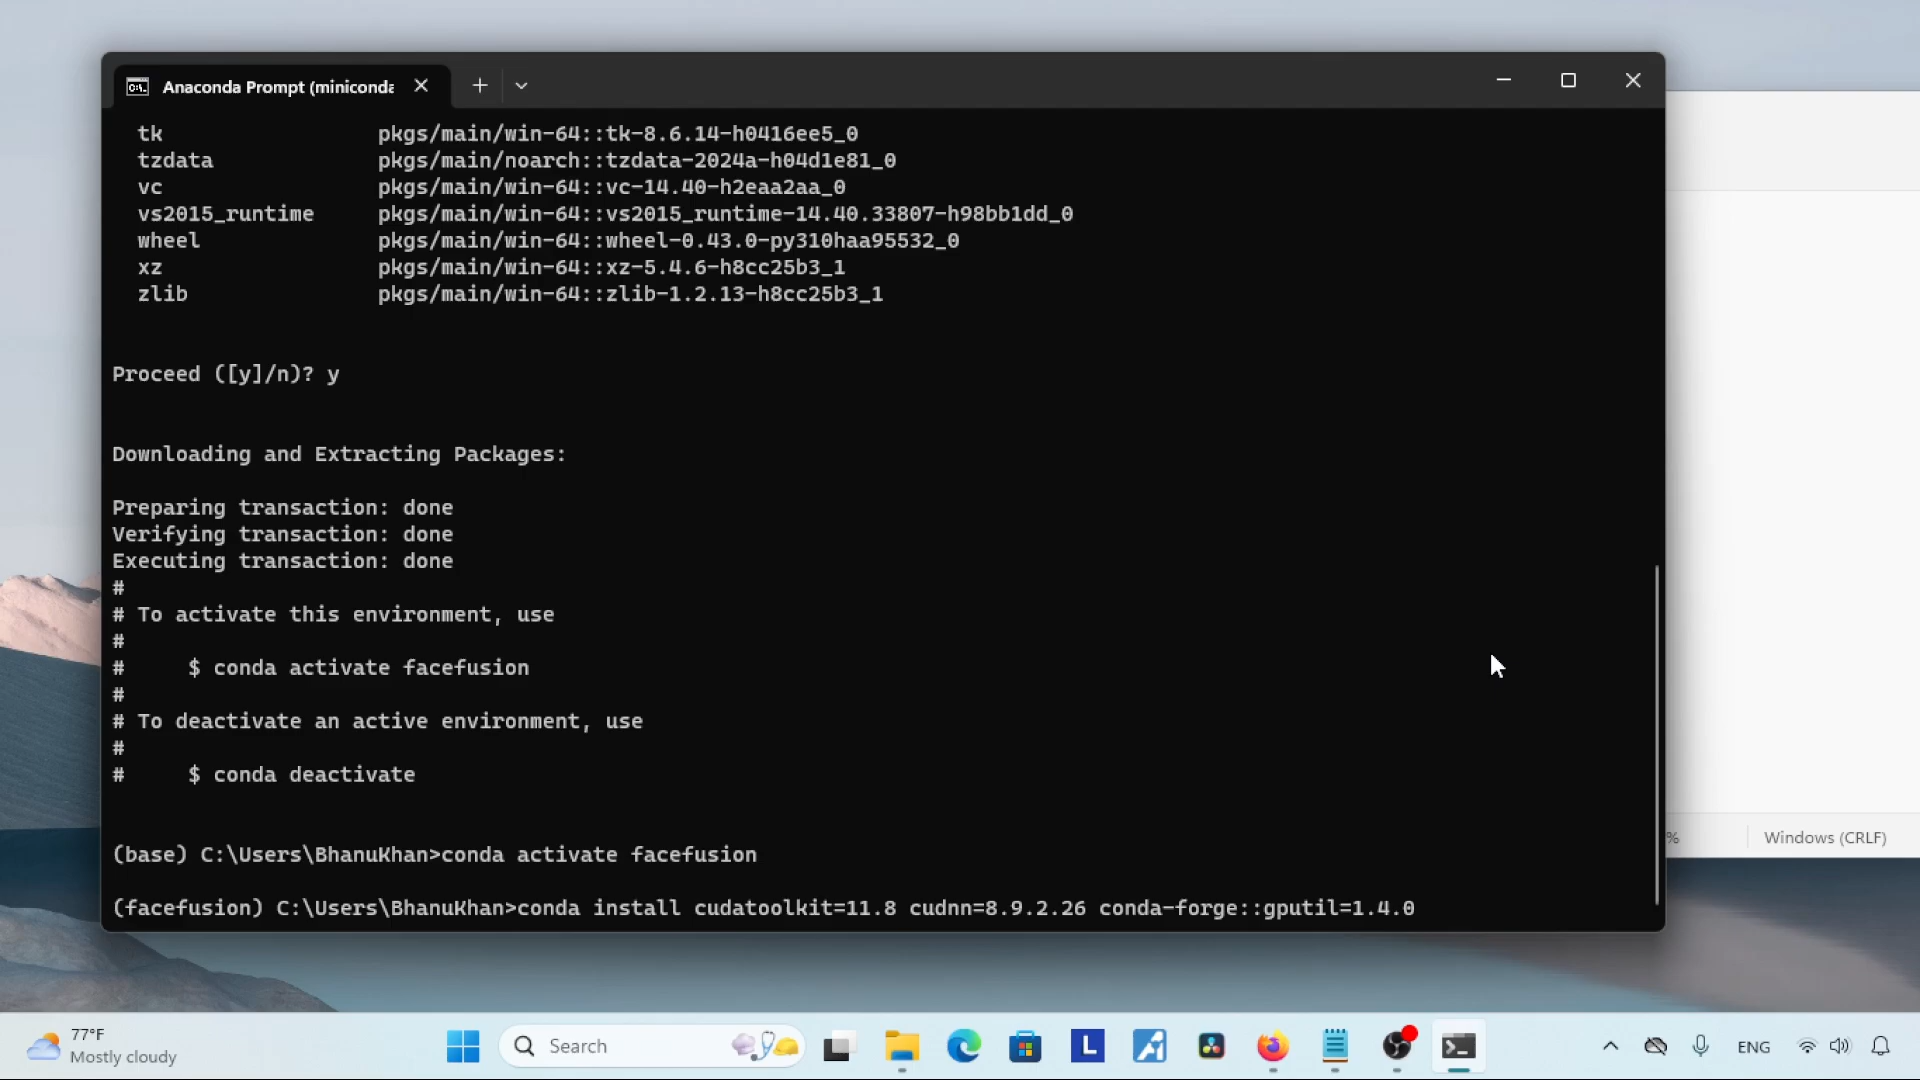 Anaconda Prompt (miniconda
tk pkgs/main/win-64::tk-8.6.14-h0416ee5_0
tzdata pkgs/main/noarch::tzdata-2024a-h04d1e81_0
vc pkgs/main/win-64::vc-14.40-h2eaa2aa_0
vs2015_runtime pkgs/main/win-64::vs2015_runtime-14.40.33807-h98bb1dd_0
wheel pkgs/main/win-64::wheel-0.43.0-py310haa95532_0
xz pkgs/main/win-64::xz-5.4.6-h8cc25b3_1
zlib pkgs/main/win-64::zlib-1.2.13-h8cc25b3_1
Proceed ([y]/n)? y
Downloading and Extracting Packages:
Preparing transaction: done
Verifying transaction: done
Executing transaction: done
#
# To activate this environment, use
#
# $ conda activate facefusion
#
# To deactivate an active environment, use
#
# $ conda deactivate
(base) C:\Users\BhanuKhan>conda activate facefusion
(facefusion) C:\Users\BhanuKhan>conda install cudatoolkit=11.8 cudnn=8.9.2.26 conda-forge::gputil=1.4.0
% Windows (CRLF)
77°F
Mostly cloudy
Search
L
ENG